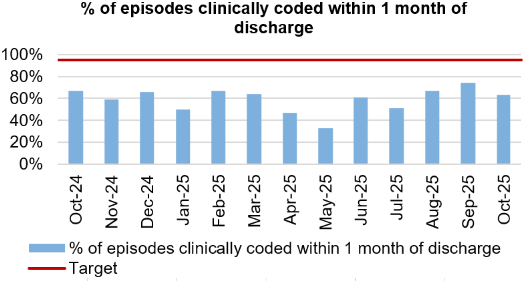 % of episodes clinically coded within 1 month of
discharge
100%
80%
60%
40%
20%
0%
Oct-24
Nov-24
Dec-24
Jan-25
Feb-25
Mar-25
Apr-25
May-25
Jun-25
Jul-25
Aug-25
Sep-25
Oct-25
% of episodes clinically coded within 1 month of discharge
Target